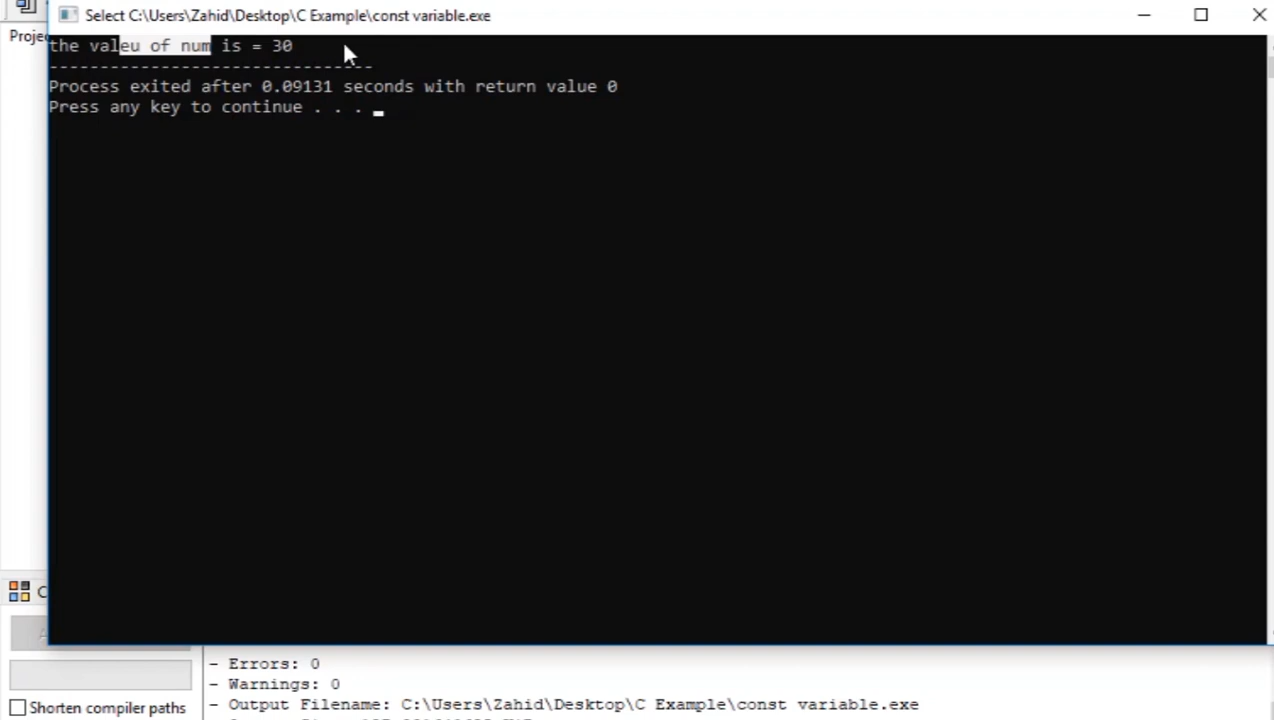 Select C:\Users\Zahid\Desktop\C Example\const variable.exe
Projec
the valeu of num is = 30
--------------------------------
Process exited after 0.09131 seconds with return value 0
Press any key to continue . . .
- Errors: 0
- Warnings: 0
- Output Filename: C:\Users\Zahid\Desktop\C Example\const variable.exe
Shorten compiler paths